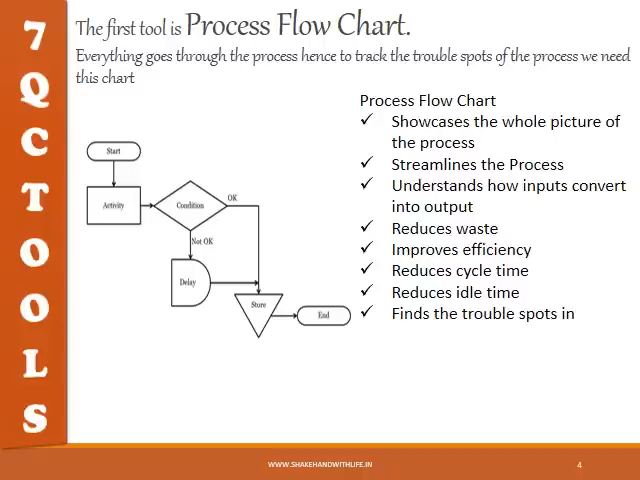 7 QC TOOLS
The first tool is Process Flow Chart.
Everything goes through the process hence to track the trouble spots of the process we need
this chart
Process Flow Chart
✓ Showcases the whole picture of
the process
✓ Streamlines the Process
✓ Understands how inputs convert
into output
✓ Reduces waste
✓ Improves efficiency
✓ Reduces cycle time
✓ Reduces idle time
✓ Finds the trouble spots in
Start
Activity
Condition
OK
Not OK
Delay
Store
End
WWW.SHAKEHANDWITHLIFE.IN
4